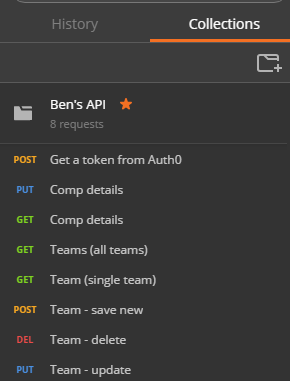 History
Collections
Ben's API
8 requests
POST Get a token from Auth0
PUT Comp details
GET Comp details
GET Teams (all teams)
GET Team (single team)
POST Team - save new
DEL Team - delete
PUT Team - update